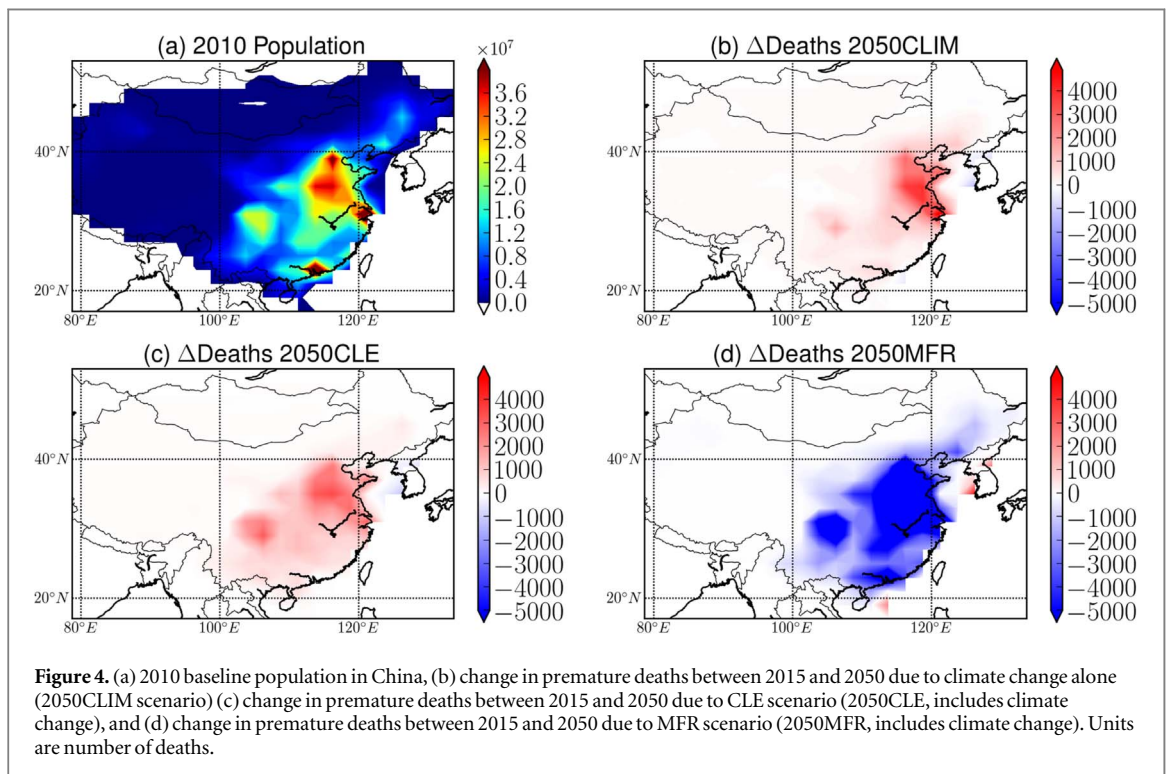 (a) 2010 Population
×10⁷
3.6
3.2
2.8
2.4
2.0
1.6
1.2
0.8
0.4
0.0
40°N
20°N
80°E
100°E
120°E
(b) ΔDeaths 2050CLIM
4000
3000
2000
1000
0
−1000
−2000
−3000
−4000
−5000
40°N
20°N
80°E
100°E
120°E
(c) ΔDeaths 2050CLE
4000
3000
2000
1000
0
−1000
−2000
−3000
−4000
−5000
40°N
20°N
80°E
100°E
120°E
(d) ΔDeaths 2050MFR
4000
3000
2000
1000
0
−1000
−2000
−3000
−4000
−5000
40°N
20°N
80°E
100°E
120°E
Figure 4. (a) 2010 baseline population in China, (b) change in premature deaths between 2015 and 2050 due to climate change alone
(2050CLIM scenario) (c) change in premature deaths between 2015 and 2050 due to CLE scenario (2050CLE, includes climate
change), and (d) change in premature deaths between 2015 and 2050 due to MFR scenario (2050MFR, includes climate change). Units
are number of deaths.